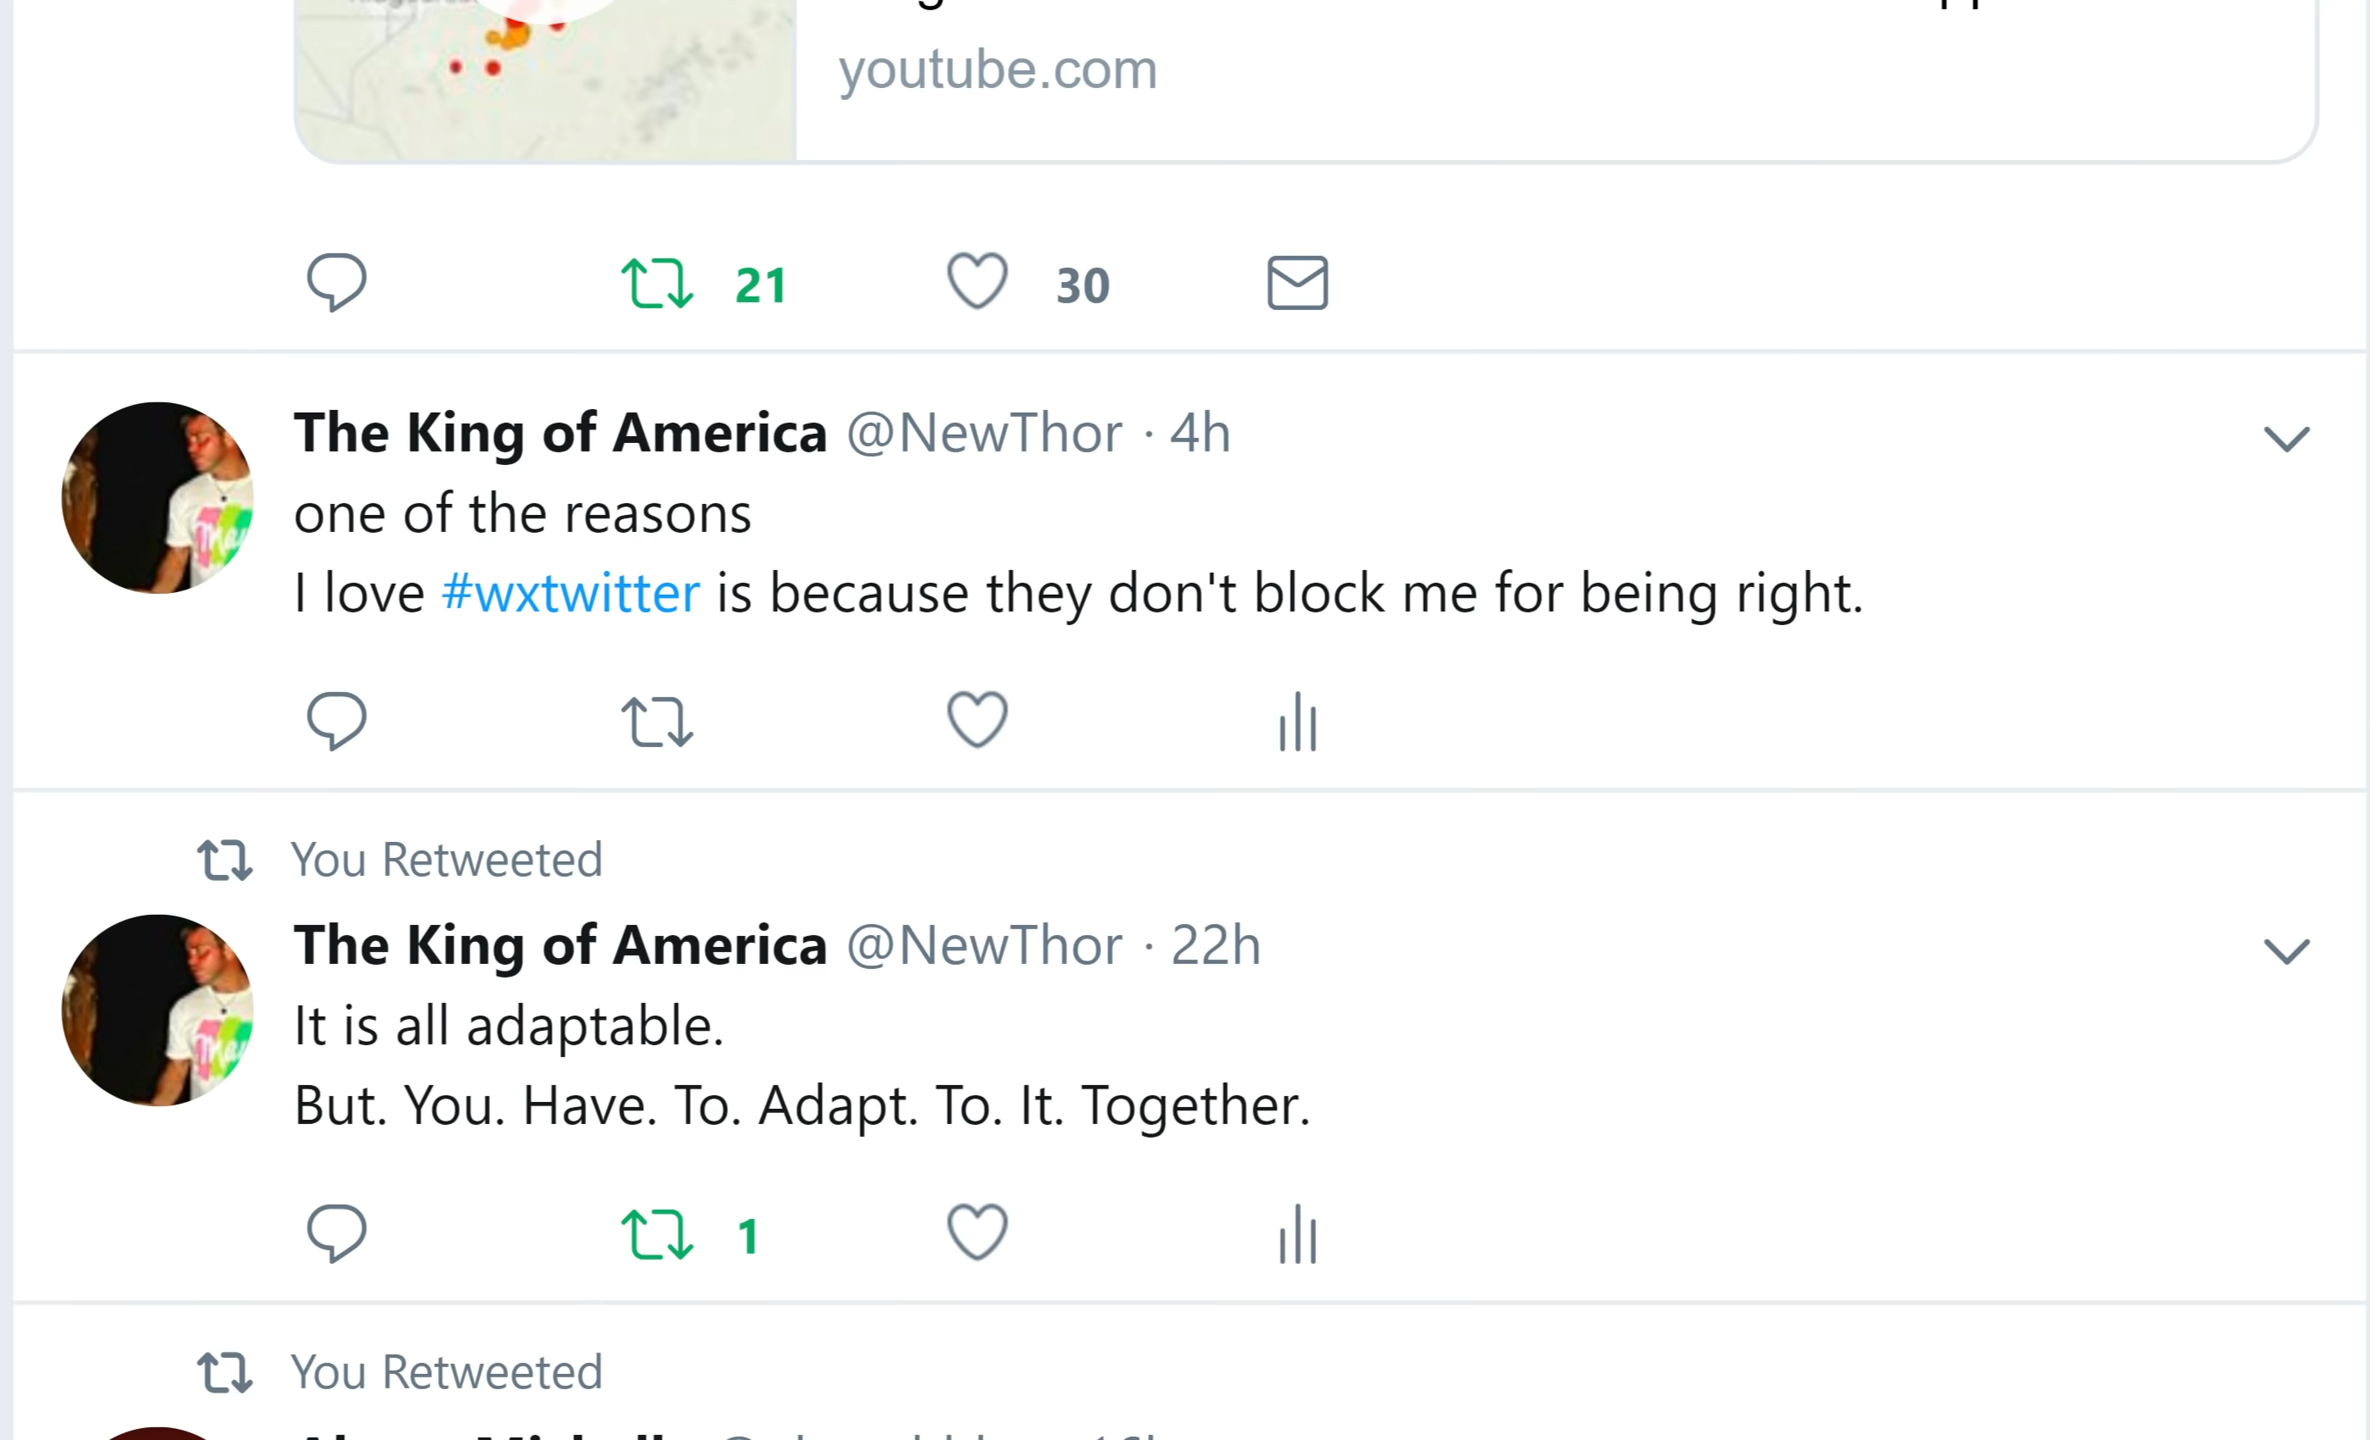 youtube.com
21 30
The King of America @NewThor · 4h
one of the reasons
I love #wxtwitter is because they don't block me for being right.
You Retweeted
The King of America @NewThor · 22h
It is all adaptable.
But. You. Have. To. Adapt. To. It. Together.
1
You Retweeted